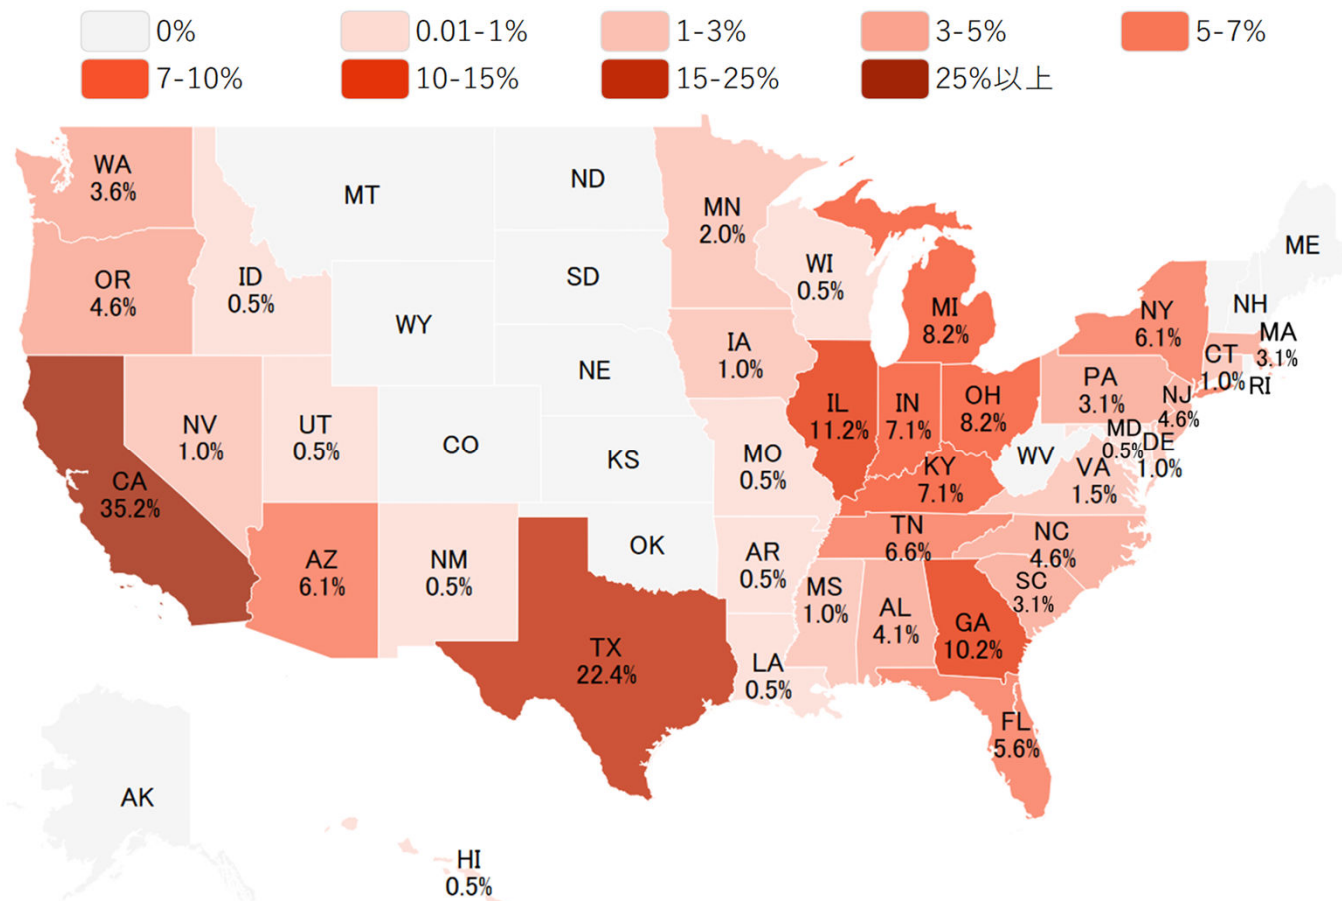 0%
0.01-1%
1-3%
3-5%
5-7%
7-10%
10-15%
15-25%
25%以上
WA
3.6%
MT
ND
MN
2.0%
ME
OR
4.6%
ID
0.5%
SD
WI
0.5%
WY
MI
8.2%
NY
6.1%
NH
MA
3.1%
NE
IA
1.0%
CT
1.0%
RI
PA
3.1%
NJ
4.6%
NV
1.0%
UT
0.5%
CO
KS
MO
0.5%
IL
11.2%
IN
7.1%
OH
8.2%
WV
MD
0.5%
DE
1.0%
VA
1.5%
CA
35.2%
KY
7.1%
AZ
6.1%
NM
0.5%
OK
AR
0.5%
TN
6.6%
NC
4.6%
SC
3.1%
MS
1.0%
AL
4.1%
GA
10.2%
TX
22.4%
LA
0.5%
FL
5.6%
AK
HI
0.5%